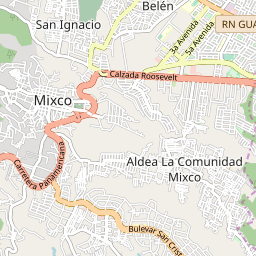 Belén
San Ignacio
RN GUA
3a Avenida
5a Avenida
Calzada Roosevelt
Mixco
Aldea La Comunidad
Mixco
Carretera Panamericana
Bulevar San Crist